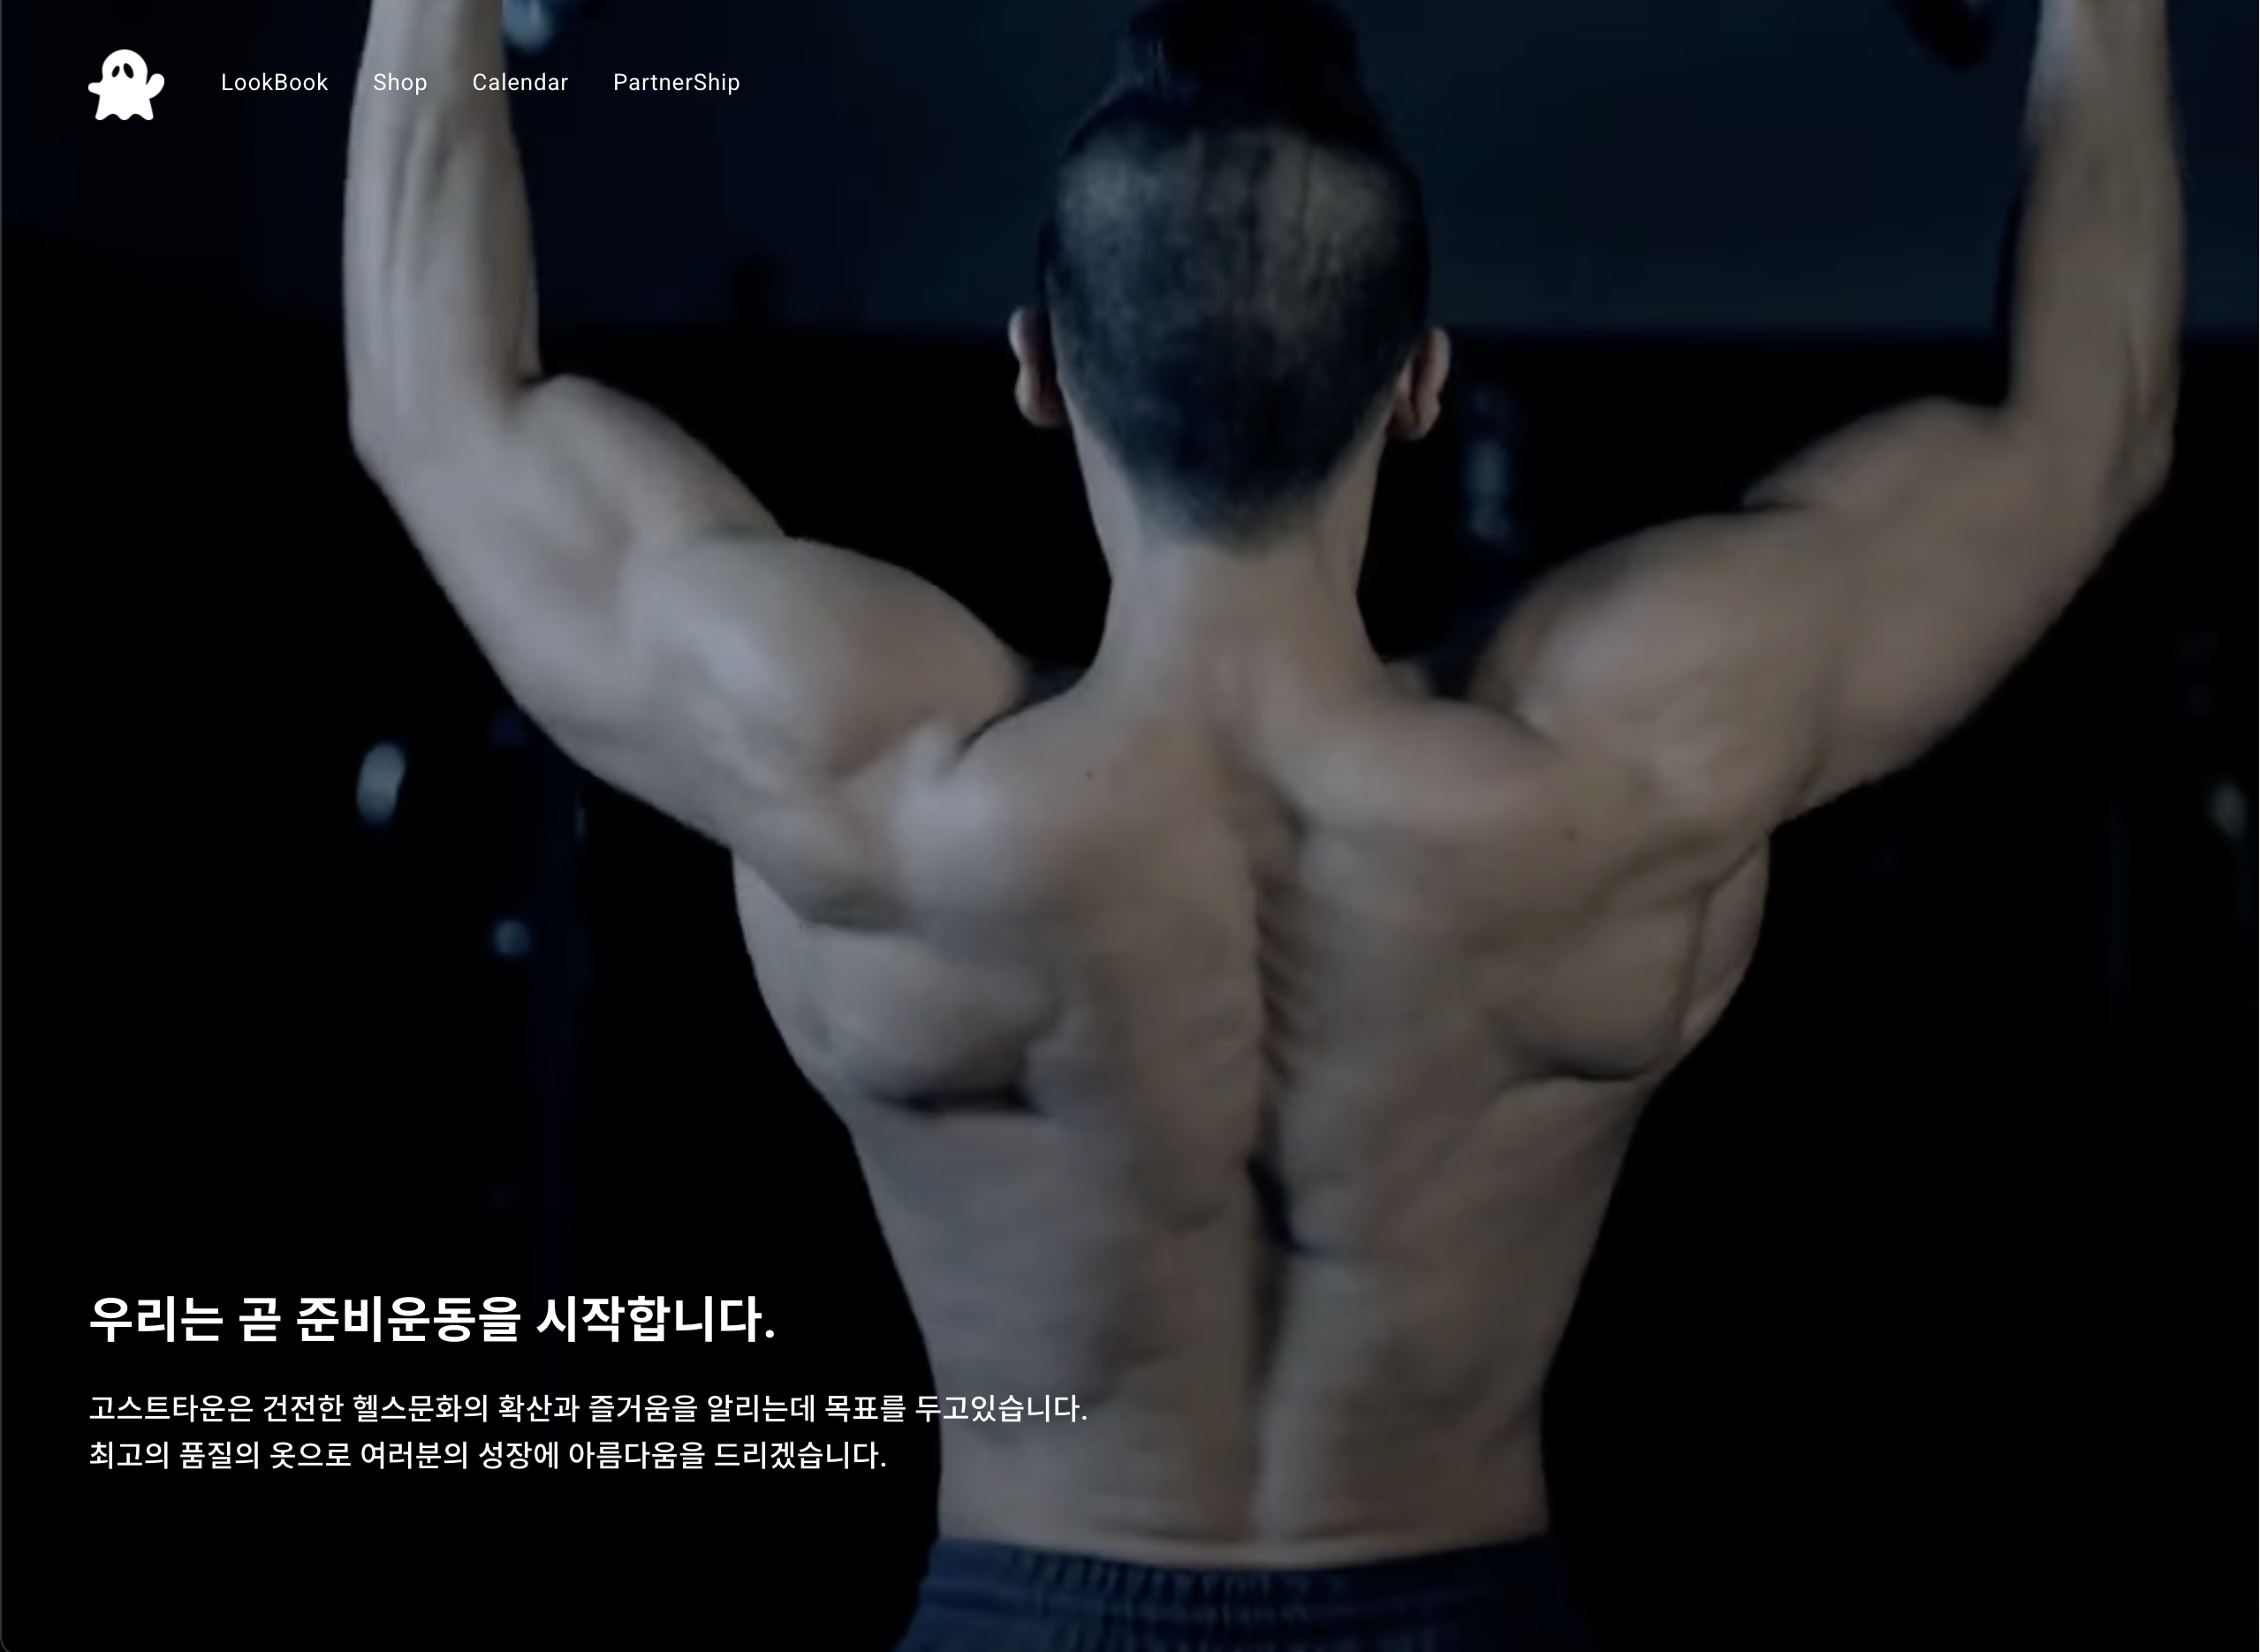 LookBook Shop Calendar PartnerShip
우리는 곧 준비운동을 시작합니다.
고스트타운은 건전한 헬스문화의 확산과 즐거움을 알리는데 목표를 두고있습니다.
최고의 품질의 옷으로 여러분의 성장에 아름다움을 드리겠습니다.